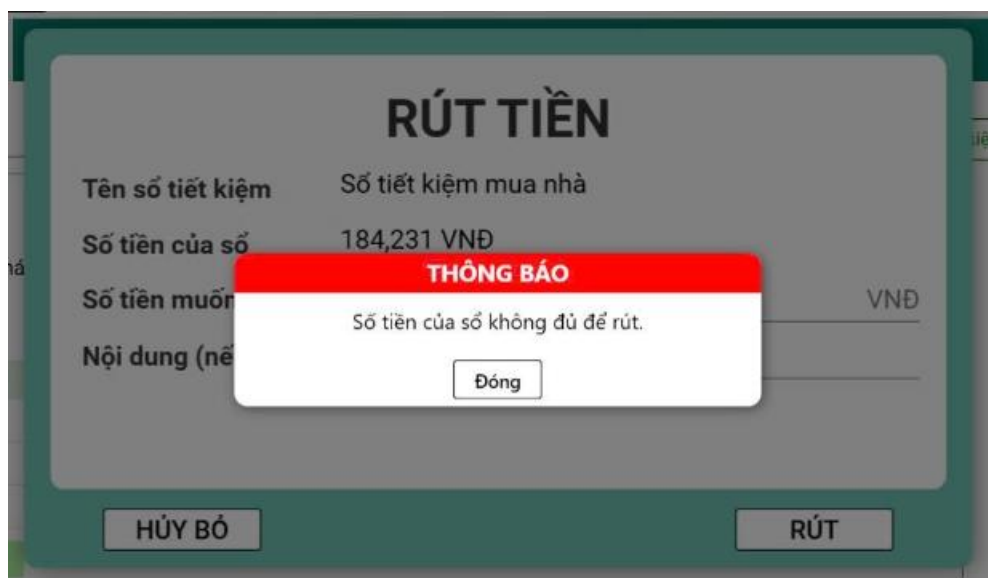 RÚT TIỀN
Tên sổ tiết kiệm Sổ tiết kiệm mua nhà
Số tiền của sổ 184,231 VNĐ
THÔNG BÁO
Số tiền muốn VNĐ
Số tiền của sổ không đủ để rút.
Nội dung (nế
Đóng
HỦY BỎ RÚT